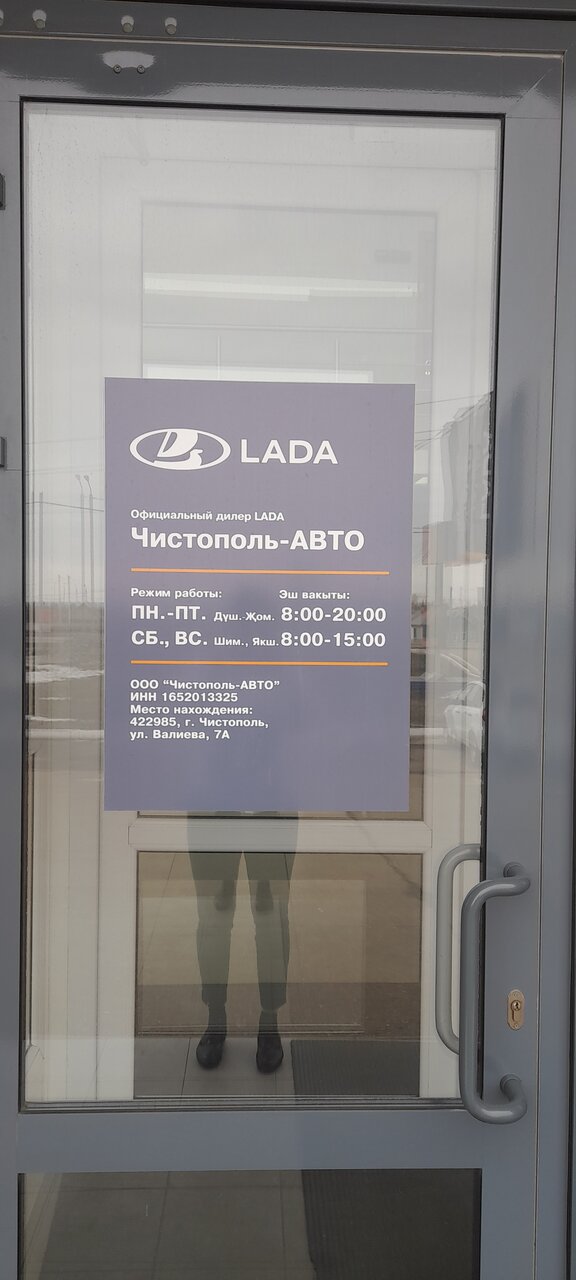 LADA
Официальный дилер LADA
Чистополь-АВТО
Режим работы: Эш вакыты:
ПН.-ПТ. Дүш.-Җом. 8:00-20:00
СБ., ВС. Шим., Якш. 8:00-15:00
ООО "Чистополь-АВТО"
ИНН 1652013325
Место нахождения:
422985, г. Чистополь,
ул. Валиева, 7А